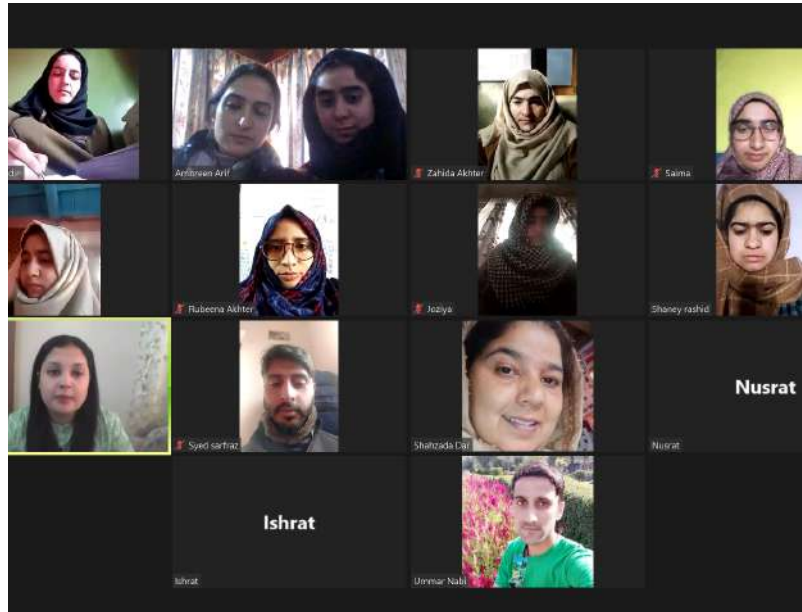 din
Ambreen Arif
Zahida Akhter
Saima
Rubeena Akhter
Joziya
Shaney rashid
Syed sarfraz
Shahzada Dar
Nusrat
Nusrat
Ishrat
Ishrat
Ummar Nabi